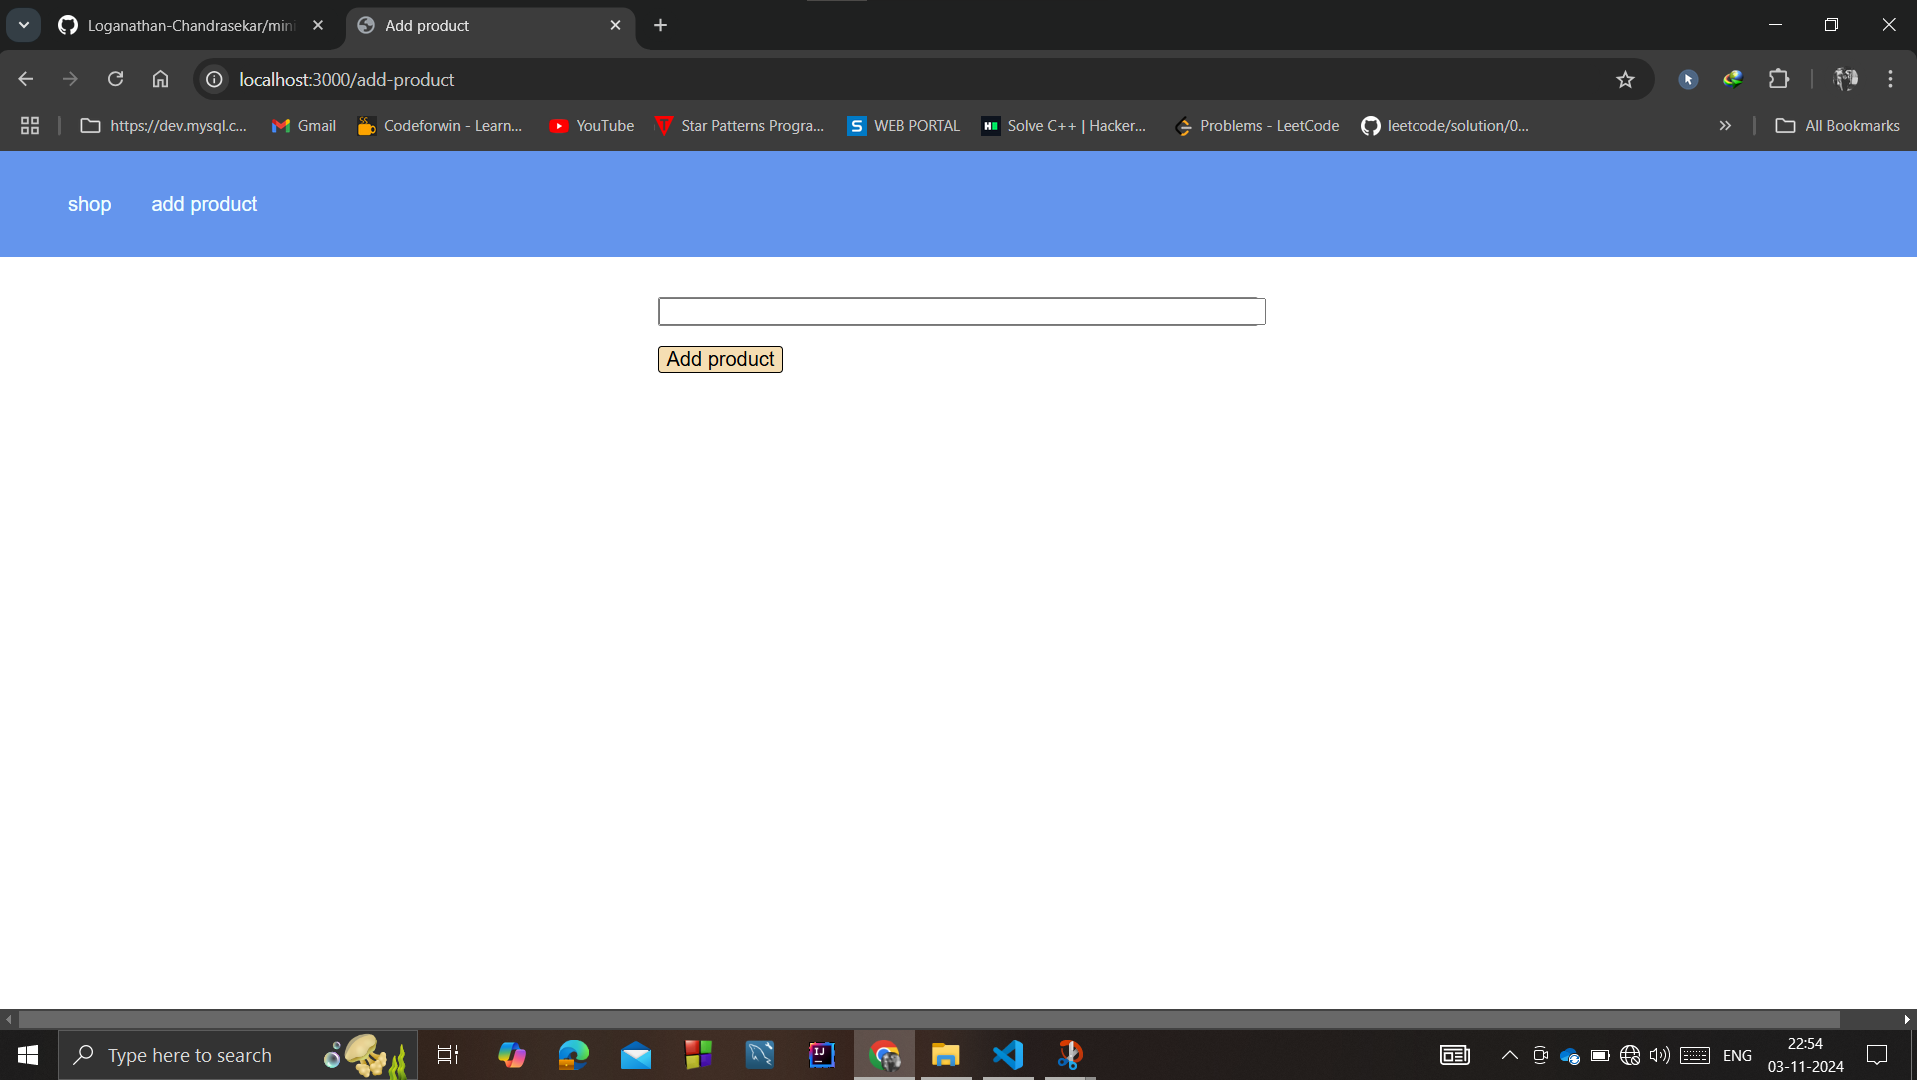 Loganathan-Chandrasekar/min
Add product
localhost:3000/add-product
https://dev.mysql.c...
Gmail
Codeforwin - Learn...
YouTube
Star Patterns Progra...
WEB PORTAL
Solve C++ | Hacker...
Problems - LeetCode
leetcode/solution/0...
All Bookmarks
shop
add product
Add product
Type here to search
ENG
22:54
03-11-2024